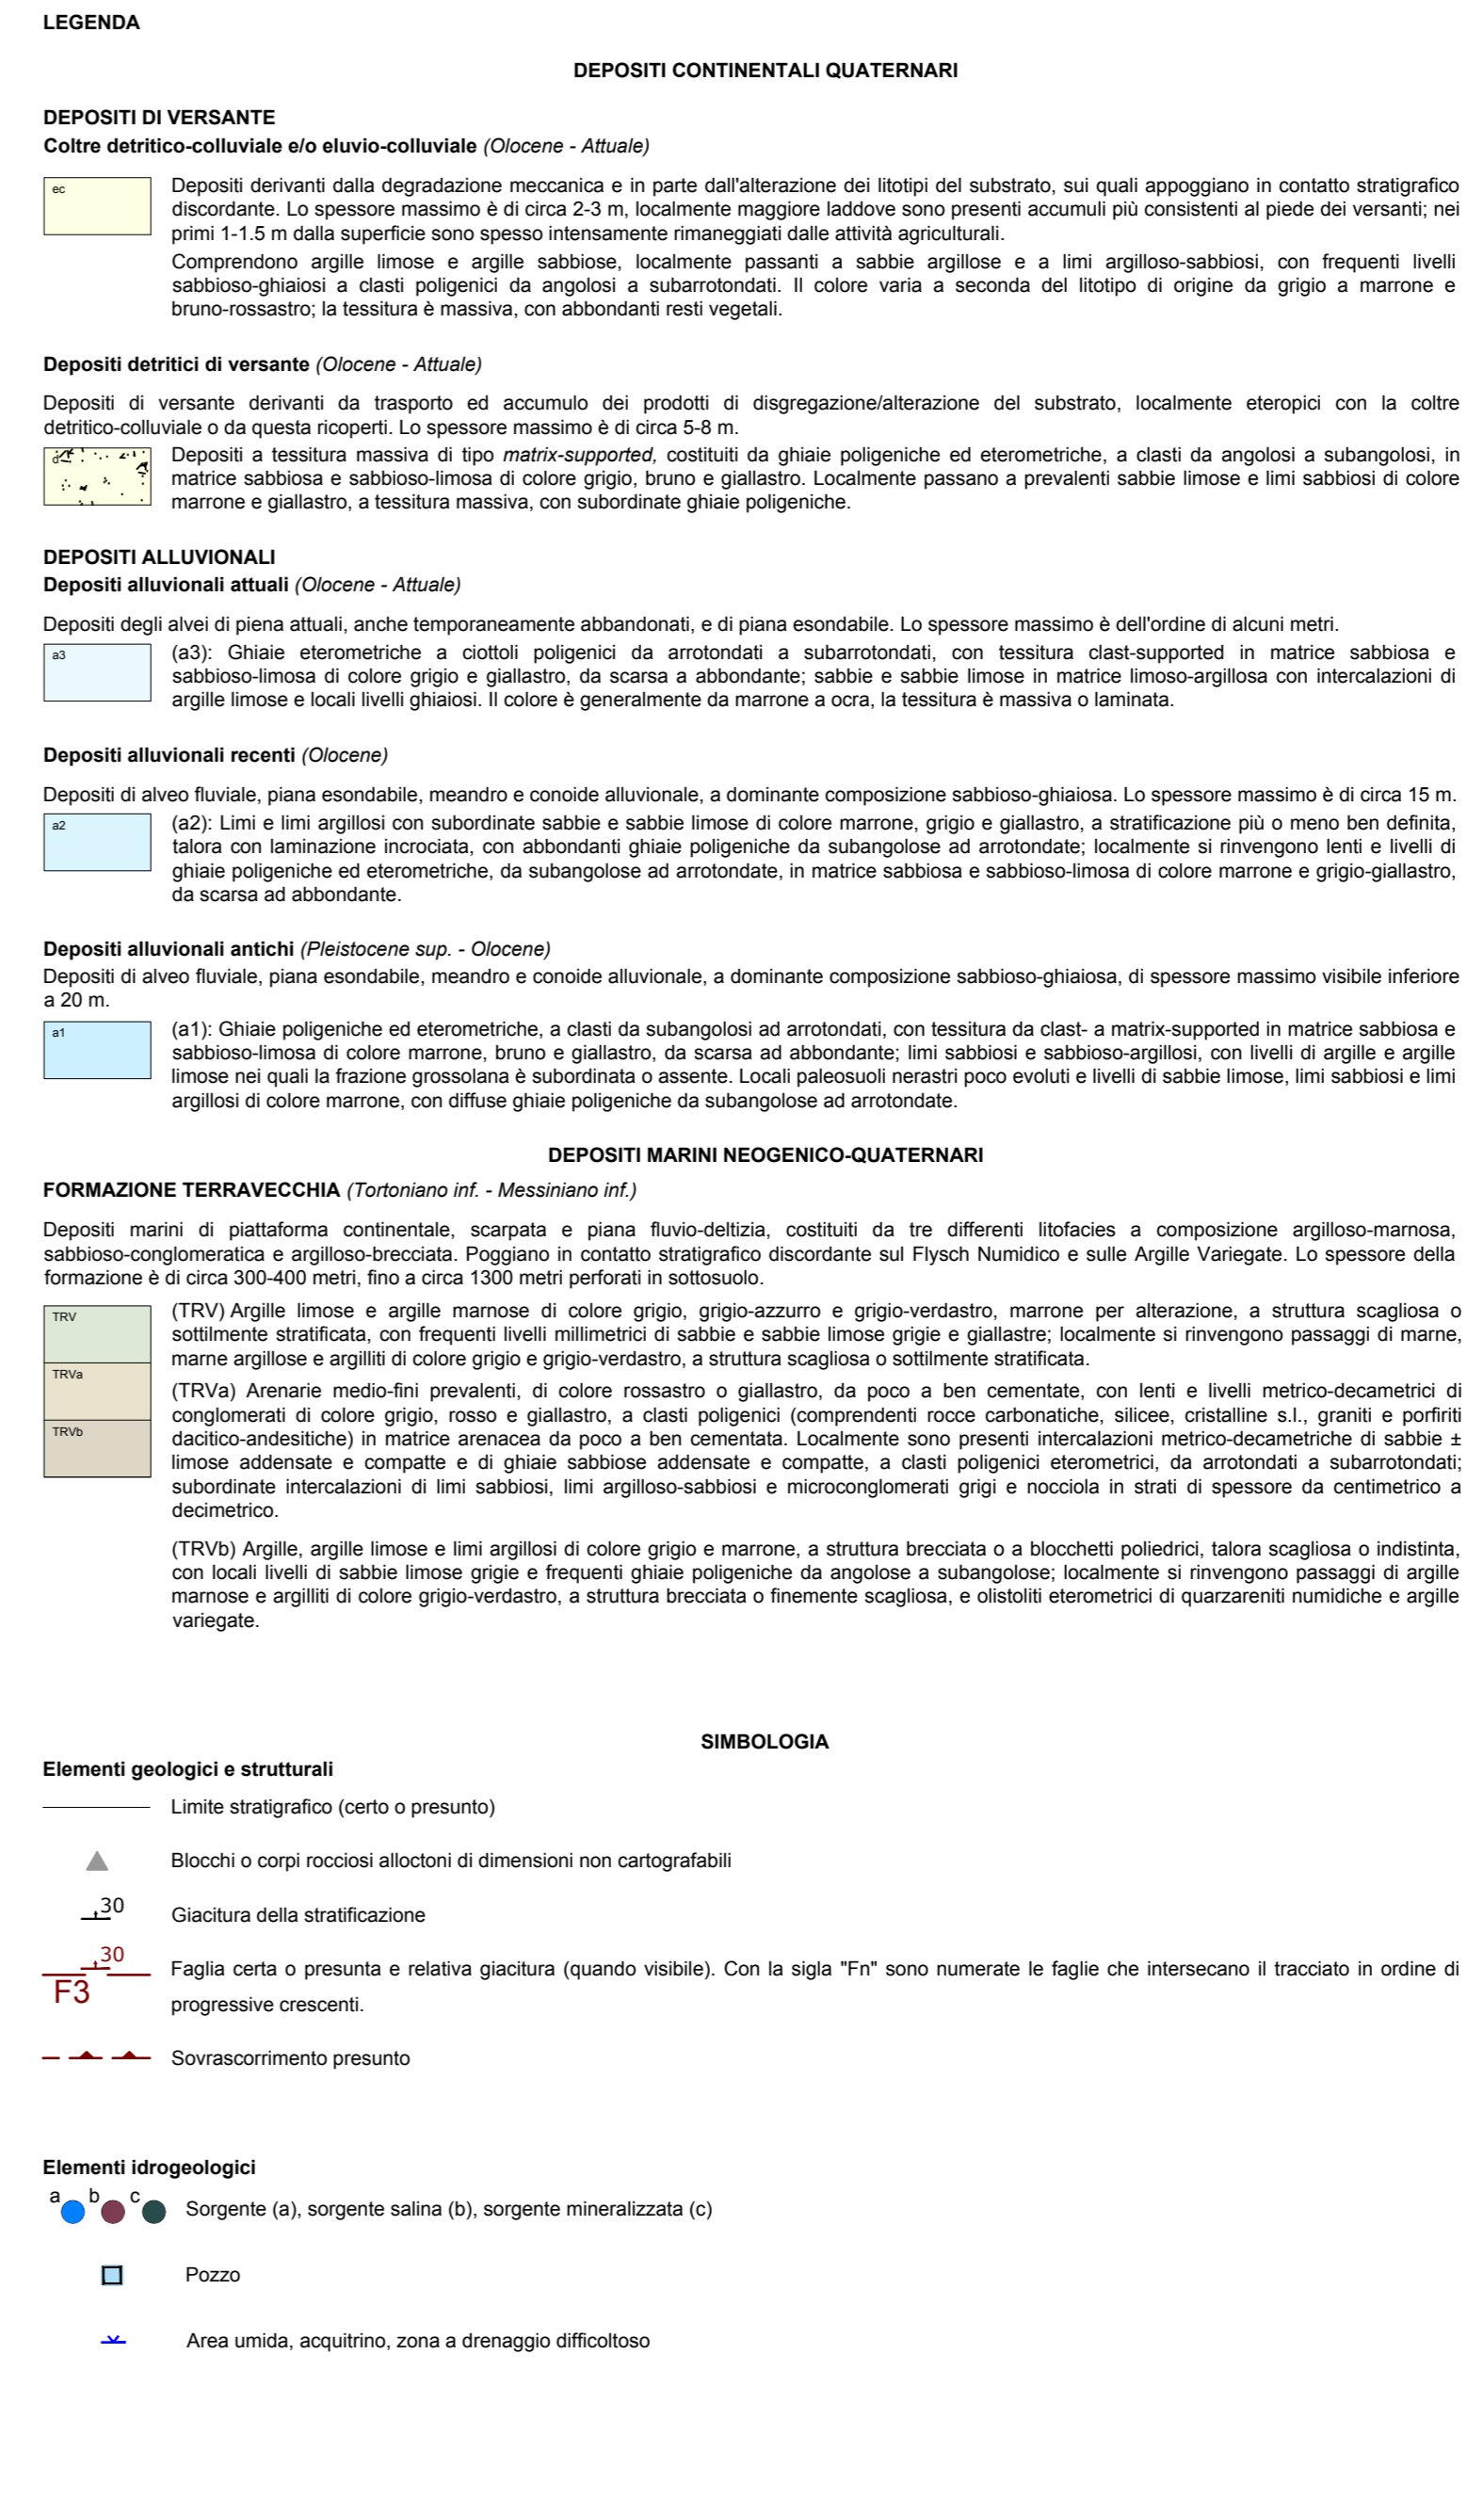 LEGENDA
DEPOSITI CONTINENTALI QUATERNARI
DEPOSITI DI VERSANTE
Coltre detritico-colluviale e/o eluvio-colluviale (Olocene - Attuale)
ec
Depositi derivanti dalla degradazione meccanica e in parte dall'alterazione dei litotipi del substrato, sui quali appoggiano in contatto stratigrafico
discordante. Lo spessore massimo è di circa 2-3 m, localmente maggiore laddove sono presenti accumuli più consistenti al piede dei versanti; nei
primi 1-1.5 m dalla superficie sono spesso intensamente rimaneggiati dalle attività agriculturali.
Comprendono argille limose e argille sabbiose, localmente passanti a sabbie argillose e a limi argilloso-sabbiosi, con frequenti livelli
sabbioso-ghiaiosi a clasti poligenici da angolosi a subarrotondati. Il colore varia a seconda del litotipo di origine da grigio a marrone e
bruno-rossastro; la tessitura è massiva, con abbondanti resti vegetali.
Depositi detritici di versante (Olocene - Attuale)
Depositi di versante derivanti da trasporto ed accumulo dei prodotti di disgregazione/alterazione del substrato, localmente eteropici con la coltre
detritico-colluviale o da questa ricoperti. Lo spessore massimo è di circa 5-8 m.
d
Depositi a tessitura massiva di tipo matrix-supported, costituiti da ghiaie poligeniche ed eterometriche, a clasti da angolosi a subangolosi, in
matrice sabbiosa e sabbioso-limosa di colore grigio, bruno e giallastro. Localmente passano a prevalenti sabbie limose e limi sabbiosi di colore
marrone e giallastro, a tessitura massiva, con subordinate ghiaie poligeniche.
DEPOSITI ALLUVIONALI
Depositi alluvionali attuali (Olocene - Attuale)
Depositi degli alvei di piena attuali, anche temporaneamente abbandonati, e di piana esondabile. Lo spessore massimo è dell'ordine di alcuni metri.
a3
(a3): Ghiaie eterometriche a ciottoli poligenici da arrotondati a subarrotondati, con tessitura clast-supported in matrice sabbiosa e
sabbioso-limosa di colore grigio e giallastro, da scarsa a abbondante; sabbie e sabbie limose in matrice limoso-argillosa con intercalazioni di
argille limose e locali livelli ghiaiosi. Il colore è generalmente da marrone a ocra, la tessitura è massiva o laminata.
Depositi alluvionali recenti (Olocene)
Depositi di alveo fluviale, piana esondabile, meandro e conoide alluvionale, a dominante composizione sabbioso-ghiaiosa. Lo spessore massimo è di circa 15 m.
a2
(a2): Limi e limi argillosi con subordinate sabbie e sabbie limose di colore marrone, grigio e giallastro, a stratificazione più o meno ben definita,
talora con laminazione incrociata, con abbondanti ghiaie poligeniche da subangolose ad arrotondate; localmente si rinvengono lenti e livelli di
ghiaie poligeniche ed eterometriche, da subangolose ad arrotondate, in matrice sabbiosa e sabbioso-limosa di colore marrone e grigio-giallastro,
da scarsa ad abbondante.
Depositi alluvionali antichi (Pleistocene sup. - Olocene)
Depositi di alveo fluviale, piana esondabile, meandro e conoide alluvionale, a dominante composizione sabbioso-ghiaiosa, di spessore massimo visibile inferiore
a 20 m.
a1
(a1): Ghiaie poligeniche ed eterometriche, a clasti da subangolosi ad arrotondati, con tessitura da clast- a matrix-supported in matrice sabbiosa e
sabbioso-limosa di colore marrone, bruno e giallastro, da scarsa ad abbondante; limi sabbiosi e sabbioso-argillosi, con livelli di argille e argille
limose nei quali la frazione grossolana è subordinata o assente. Locali paleosuoli nerastri poco evoluti e livelli di sabbie limose, limi sabbiosi e limi
argillosi di colore marrone, con diffuse ghiaie poligeniche da subangolose ad arrotondate.
DEPOSITI MARINI NEOGENICO-QUATERNARI
FORMAZIONE TERRAVECCHIA (Tortoniano inf. - Messiniano inf.)
Depositi marini di piattaforma continentale, scarpata e piana fluvio-deltizia, costituiti da tre differenti litofacies a composizione argilloso-marnosa,
sabbioso-conglomeratica e argilloso-brecciata. Poggiano in contatto stratigrafico discordante sul Flysch Numidico e sulle Argille Variegate. Lo spessore della
formazione è di circa 300-400 metri, fino a circa 1300 metri perforati in sottosuolo.
TRV
(TRV) Argille limose e argille marnose di colore grigio, grigio-azzurro e grigio-verdastro, marrone per alterazione, a struttura scagliosa o
sottilmente stratificata, con frequenti livelli millimetrici di sabbie e sabbie limose grigie e giallastre; localmente si rinvengono passaggi di marne,
marne argillose e argilliti di colore grigio e grigio-verdastro, a struttura scagliosa o sottilmente stratificata.
TRVa
(TRVa) Arenarie medio-fini prevalenti, di colore rossastro o giallastro, da poco a ben cementate, con lenti e livelli metrico-decametrici di
conglomerati di colore grigio, rosso e giallastro, a clasti poligenici (comprendenti rocce carbonatiche, silicee, cristalline s.l., graniti e porfiriti
dacitico-andesitiche) in matrice arenacea da poco a ben cementata. Localmente sono presenti intercalazioni metrico-decametriche di sabbie ±
limose addensate e compatte e di ghiaie sabbiose addensate e compatte, a clasti poligenici eterometrici, da arrotondati a subarrotondati;
subordinate intercalazioni di limi sabbiosi, limi argilloso-sabbiosi e microconglomerati grigi e nocciola in strati di spessore da centimetrico a
decimetrico.
TRVb
(TRVb) Argille, argille limose e limi argillosi di colore grigio e marrone, a struttura brecciata o a blocchetti poliedrici, talora scagliosa o indistinta,
con locali livelli di sabbie limose grigie e frequenti ghiaie poligeniche da angolose a subangolose; localmente si rinvengono passaggi di argille
marnose e argilliti di colore grigio-verdastro, a struttura brecciata o finemente scagliosa, e olistoliti eterometrici di quarzareniti numidiche e argille
variegate.
SIMBOLOGIA
Elementi geologici e strutturali
Limite stratigrafico (certo o presunto)
Blocchi o corpi rocciosi alloctoni di dimensioni non cartografabili
30
Giacitura della stratificazione
30
F3
Faglia certa o presunta e relativa giacitura (quando visibile). Con la sigla "Fn" sono numerate le faglie che intersecano il tracciato in ordine di
progressive crescenti.
Sovrascorrimento presunto
Elementi idrogeologici
a b c
Sorgente (a), sorgente salina (b), sorgente mineralizzata (c)
Pozzo
Area umida, acquitrino, zona a drenaggio difficoltoso